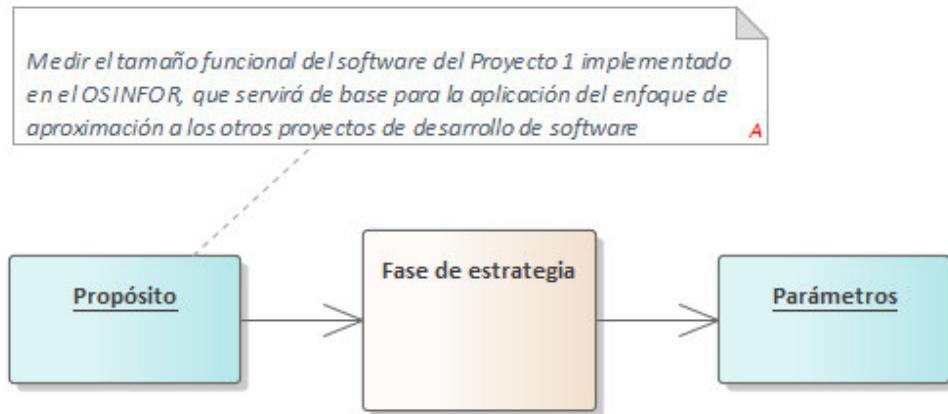 Medir el tamaño funcional del software del Proyecto 1 implementado
en el OSINFOR, que servirá de base para la aplicación del enfoque de
aproximación a los otros proyectos de desarrollo de software
A
Propósito
Fase de estrategia
Parámetros